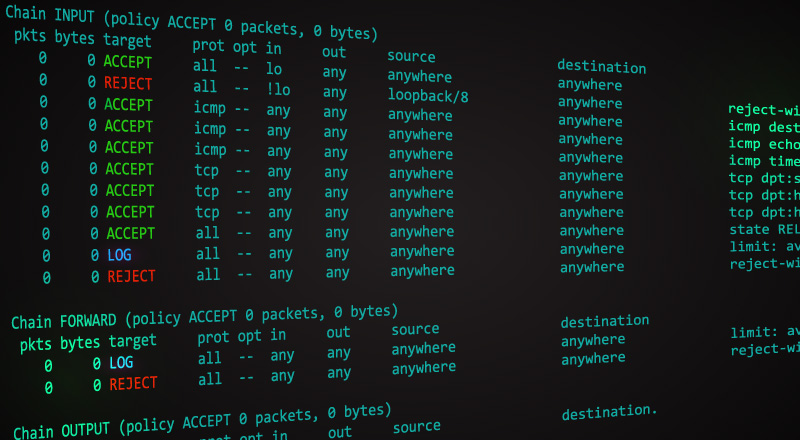 Chain INPUT (policy ACCEPT 0 packets, 0 bytes)
pkts bytes target prot opt in out source destination
0 0 ACCEPT all -- lo any anywhere anywhere
0 0 REJECT all -- !lo any loopback/8 anywhere reject-wi
0 0 ACCEPT icmp -- any any anywhere anywhere icmp dest
0 0 ACCEPT icmp -- any any anywhere anywhere icmp echo
0 0 ACCEPT icmp -- any any anywhere anywhere icmp time
0 0 ACCEPT tcp -- any any anywhere anywhere tcp dpt:s
0 0 ACCEPT tcp -- any any anywhere anywhere tcp dpt:h
0 0 ACCEPT tcp -- any any anywhere anywhere tcp dpt:h
0 0 ACCEPT all -- any any anywhere anywhere state REL
0 0 LOG all -- any any anywhere anywhere limit: av
0 0 REJECT all -- any any anywhere anywhere reject-wi
Chain FORWARD (policy ACCEPT 0 packets, 0 bytes)
pkts bytes target prot opt in out source destination
0 0 LOG all -- any any anywhere anywhere limit: av
0 0 REJECT all -- any any anywhere anywhere reject-wi
Chain OUTPUT (policy ACCEPT 0 packets, 0 bytes)
prot opt in out source destination.